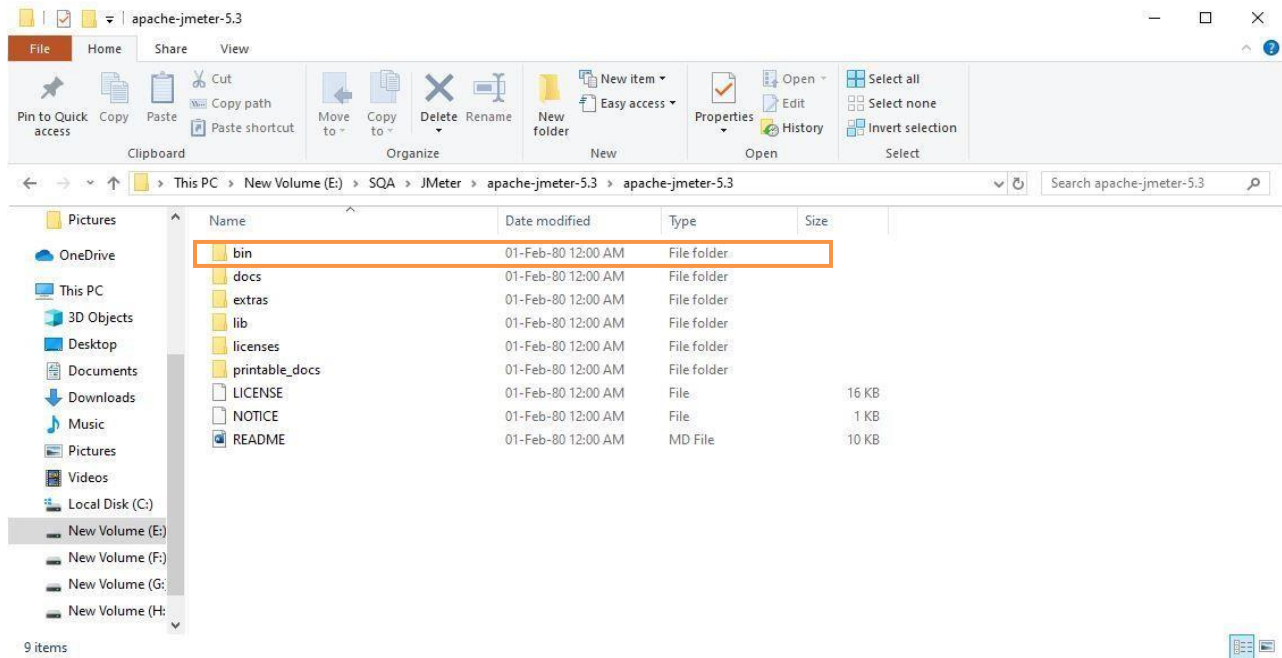 apache-jmeter-5.3
File Home Share View
Pin to Quick access
Copy
Paste
Cut
Copy path
Paste shortcut
Clipboard
Move to
Copy to
Delete
Rename
Organize
New folder
New item
Easy access
New
Properties
Open
Edit
History
Open
Select all
Select none
Invert selection
Select
This PC > New Volume (E:) > SQA > JMeter > apache-jmeter-5.3 > apache-jmeter-5.3
Search apache-jmeter-5.3
Pictures
OneDrive
This PC
3D Objects
Desktop
Documents
Downloads
Music
Pictures
Videos
Local Disk (C:)
New Volume (E:)
New Volume (F:)
New Volume (G:
New Volume (H:
Name Date modified Type Size
bin 01-Feb-80 12:00 AM File folder
docs 01-Feb-80 12:00 AM File folder
extras 01-Feb-80 12:00 AM File folder
lib 01-Feb-80 12:00 AM File folder
licenses 01-Feb-80 12:00 AM File folder
printable_docs 01-Feb-80 12:00 AM File folder
LICENSE 01-Feb-80 12:00 AM File 16 KB
NOTICE 01-Feb-80 12:00 AM File 1 KB
README 01-Feb-80 12:00 AM MD File 10 KB
9 items